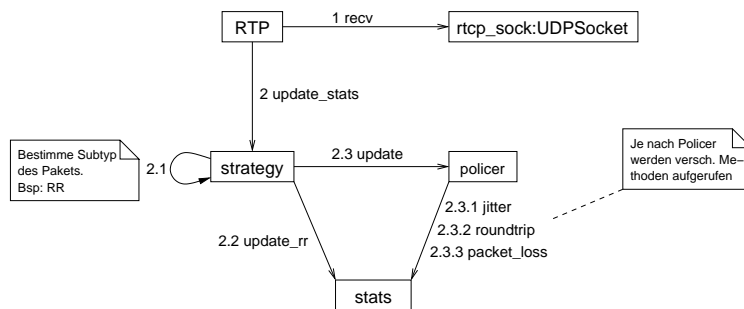 RTP
1 recv
rtcp_sock:UDPSocket
2 update_stats
Bestimme Subtyp
des Pakets.
Bsp: RR
2.1
strategy
2.3 update
policer
Je nach Policer
werden versch. Me–
thoden aufgerufen
2.3.1 jitter
2.3.2 roundtrip
2.2 update_rr
2.3.3 packet_loss
stats